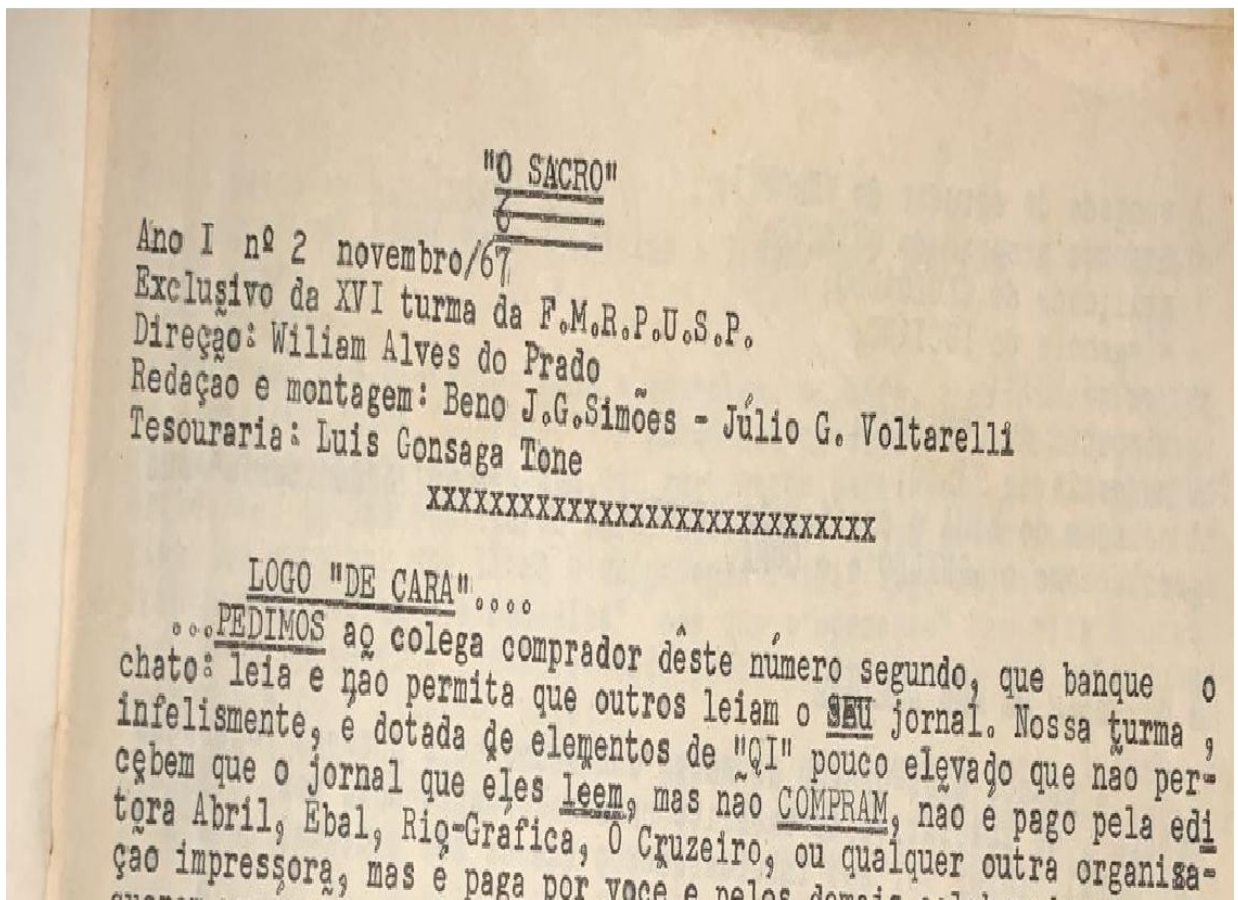 "O SACRO"
Ano I nº 2 novembro/67
Exclusivo da XVI turma da F.M.R.P.U.S.P.
Direção: Wiliam Alves do Prado
Redação e montagem: Beno J.G.Simões - Júlio G. Voltarelli
Tesouraria: Luis Gonsaga Tone
XXXXXXXXXXXXXXXXXXXXXXXXXXXXX
LOGO "DE CARA"....
...PEDIMOS ao colega comprador dêste número segundo, que banque o
chato: leia e não permita que outros leiam o SEU jornal. Nossa turma ,
infelismente, é dotada de elementos de "QI" pouco elevado que não per-
cebem que o jornal que eles leem, mas não COMPRAM, não é pago pela edi
tôra Abril, Ebal, Rio-Gráfica, O Cruzeiro, ou qualquer outra organisa-
ção impressora, mas é paga por você e pelos demais